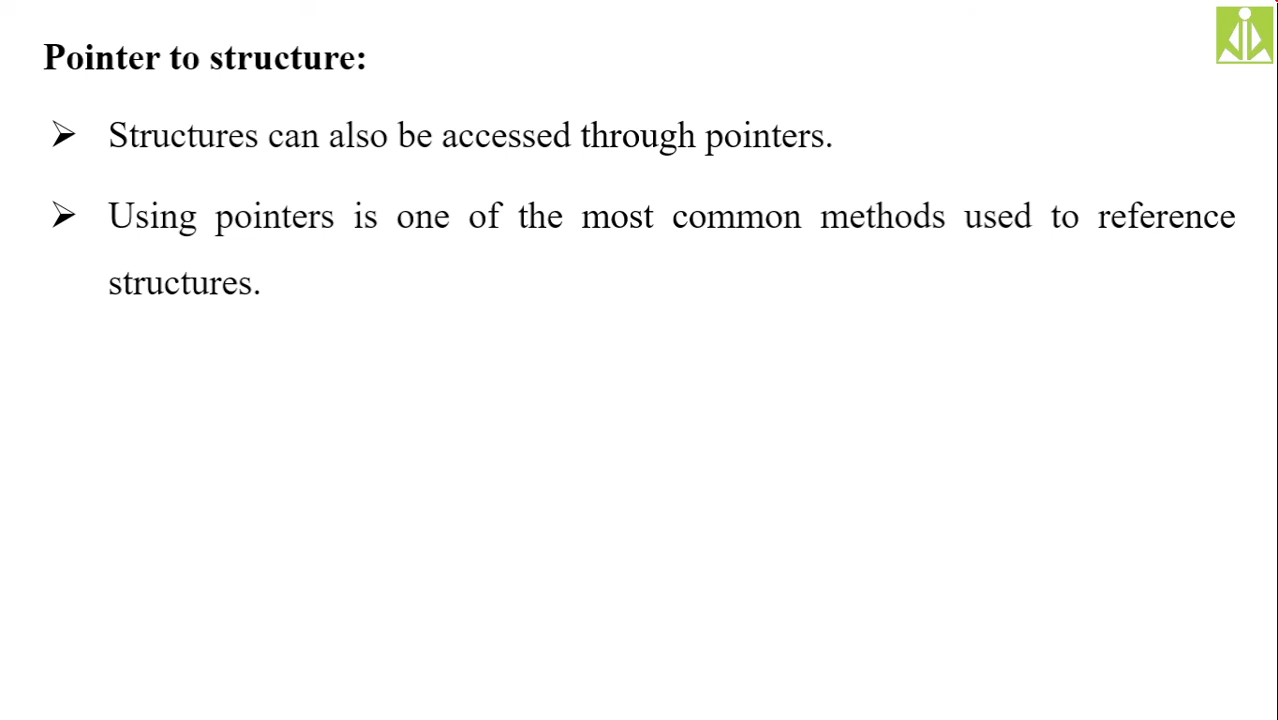 Pointer to structure:
➢ Structures can also be accessed through pointers.
➢ Using pointers is one of the most common methods used to reference
structures.